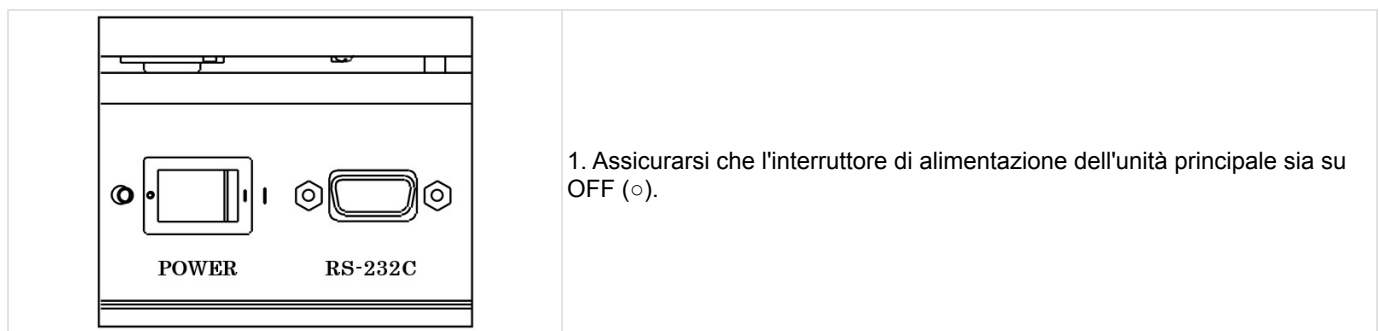 1. Assicurarsi che l'interruttore di alimentazione dell'unità principale sia su
OFF (○).
POWER
RS-232C